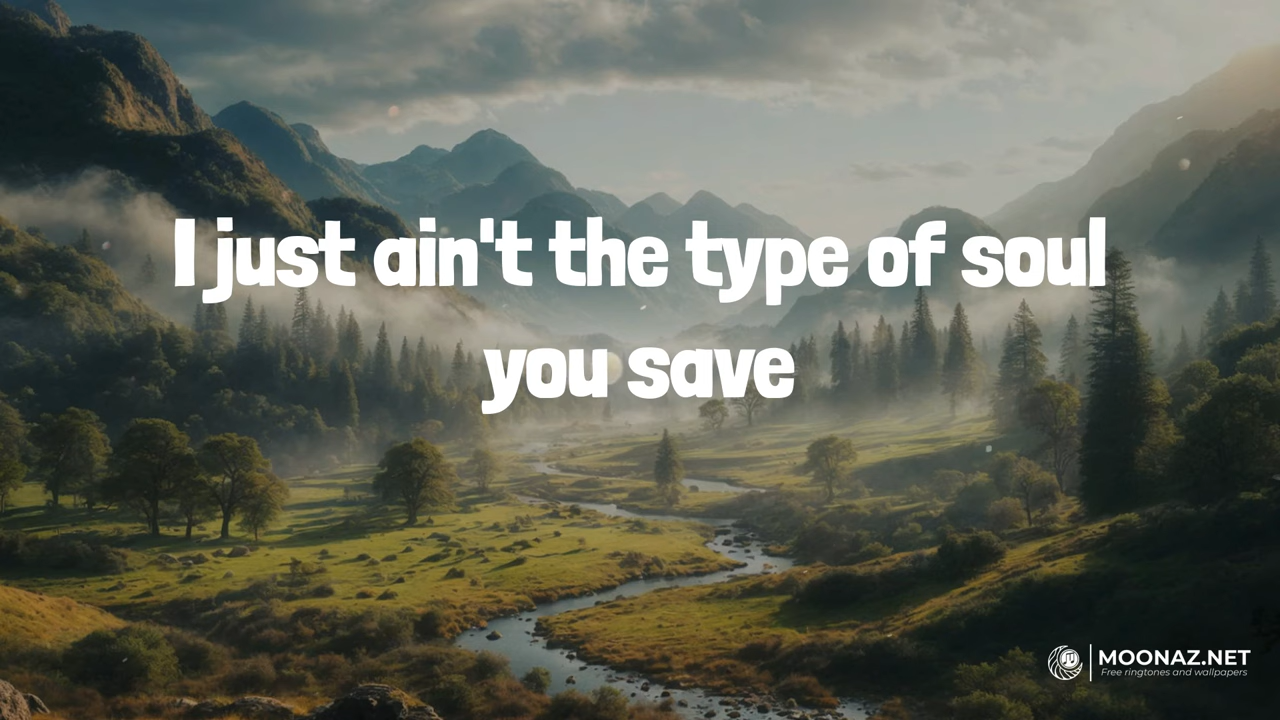 I just ain't the type of soul
you save
MOONAZ.NET
Free ringtones and wallpapers